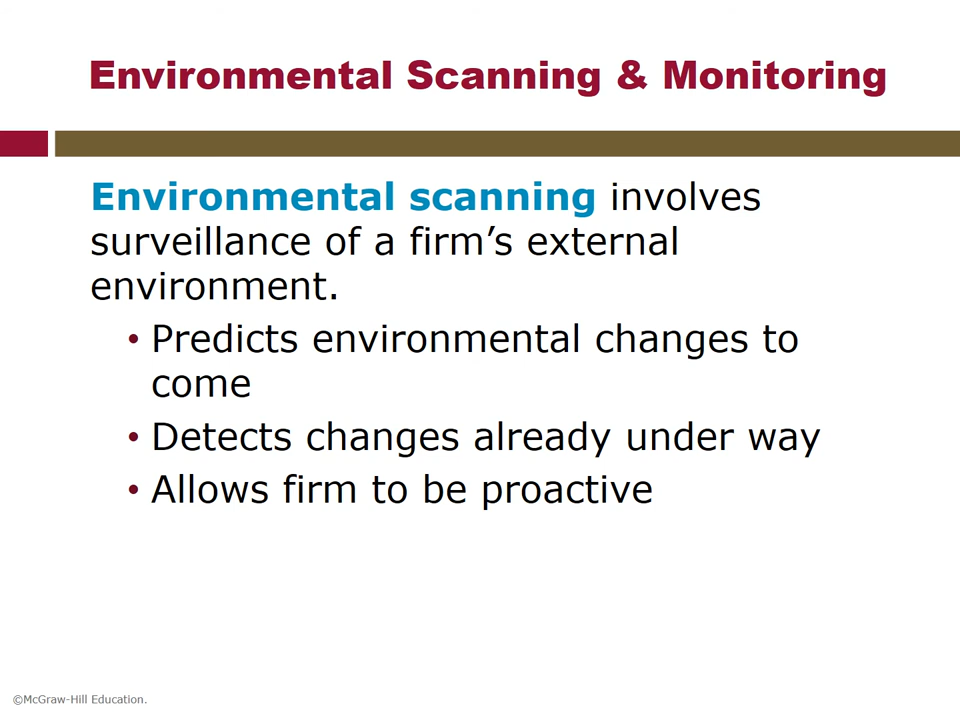 Environmental Scanning & Monitoring
Environmental scanning involves
surveillance of a firm’s external
environment.
• Predicts environmental changes to
come
• Detects changes already under way
• Allows firm to be proactive
©McGraw-Hill Education.